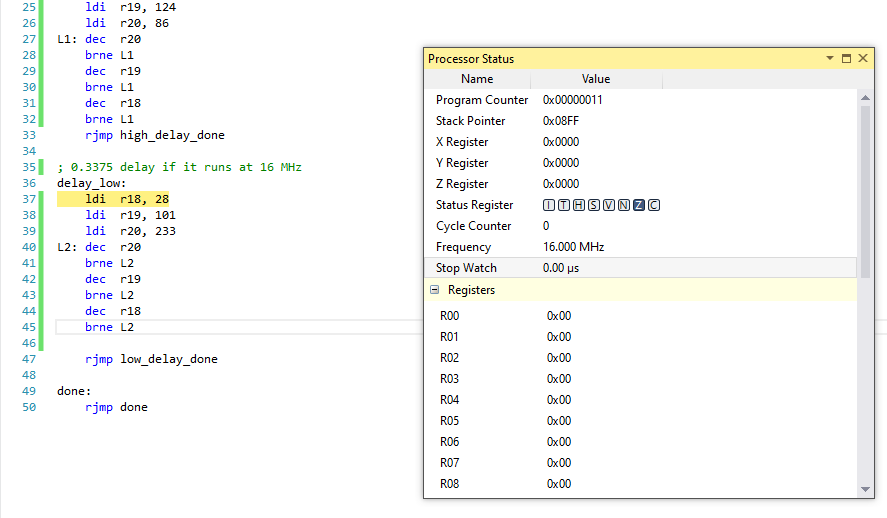 25 ldi r19, 124
26 ldi r20, 86
27 L1: dec r20
28 brne L1
29 dec r19
30 brne L1
31 dec r18
32 brne L1
33 rjmp high_delay_done
34
35 ; 0.3375 delay if it runs at 16 MHz
36 delay_low:
37 ldi r18, 28
38 ldi r19, 101
39 ldi r20, 233
40 L2: dec r20
41 brne L2
42 dec r19
43 brne L2
44 dec r18
45 brne L2
46
47 rjmp low_delay_done
48
49 done:
50 rjmp done
Processor Status
Name Value
Program Counter 0x00000011
Stack Pointer 0x08FF
X Register 0x0000
Y Register 0x0000
Z Register 0x0000
Status Register I T H S V N Z C
Cycle Counter 0
Frequency 16.000 MHz
Stop Watch 0.00 µs
Registers
R00 0x00
R01 0x00
R02 0x00
R03 0x00
R04 0x00
R05 0x00
R06 0x00
R07 0x00
R08 0x00